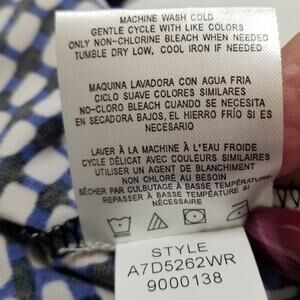 MACHINE WASH COLD
GENTLE CYCLE WITH LIKE COLORS
ONLY NON-CHLORINE BLEACH WHEN NEEDED
TUMBLE DRY LOW, COOL IRON IF NEEDED
MAQUINA LAVADORA CON AGUA FRIA
CICLO SUAVE COLORES SIMILARES
NO-CLORO BLEACH CUANDO SE NECESITA
EN SECADORA BAJOS, EL HIERRO FRÍO SI ES
NECESARIO
LAVER À LA MACHINE À L'EAU FROIDE
CYCLE DÉLICAT AVEC COULEURS SIMILAIRES
UTILISER UN AGENT DE BLANCHIMENT
NON CHLORÉ AU BESOIN
SÉCHER PAR CULBUTAGE À BASSE TEMPÉRATURE
REPASSER À BASSE TEMPÉRATURE SI
NÉCESSAIRE
STYLE
A7D5262WR
9000138